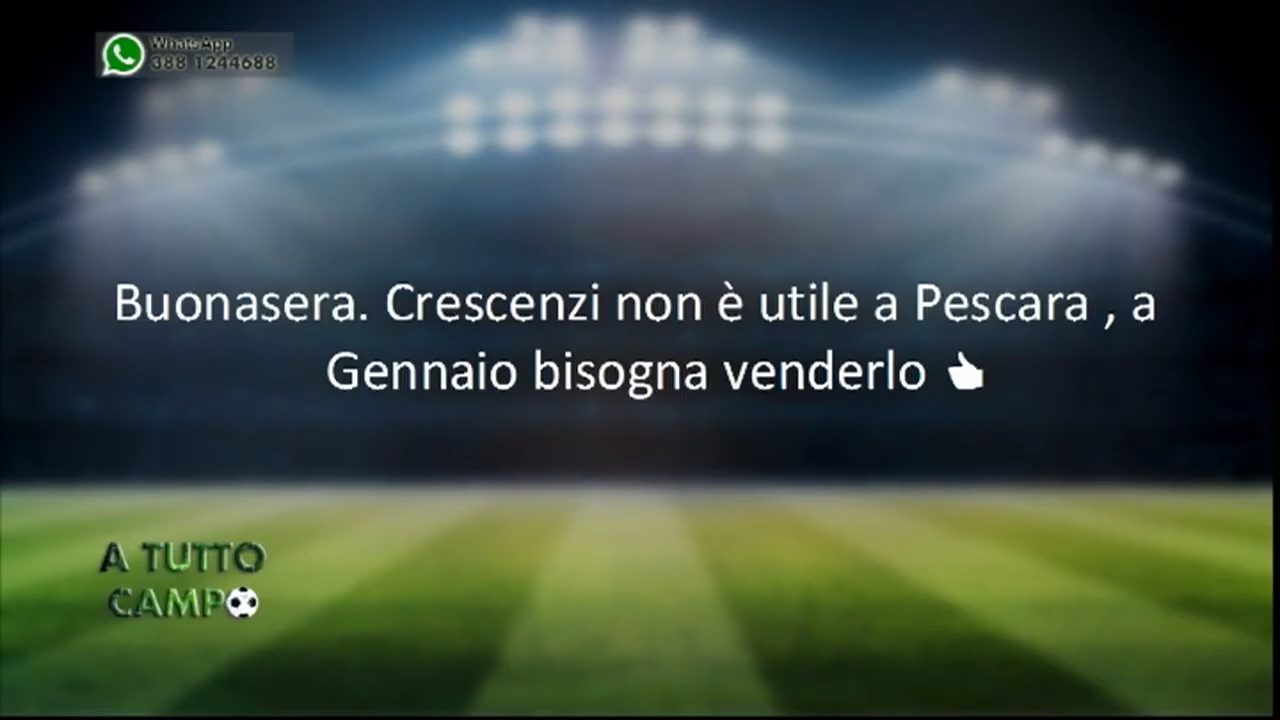 WhatsApp
388 1244688
Buonasera. Crescenzi non è utile a Pescara , a
Gennaio bisogna venderlo 👍
A TUTTO
CAMPO